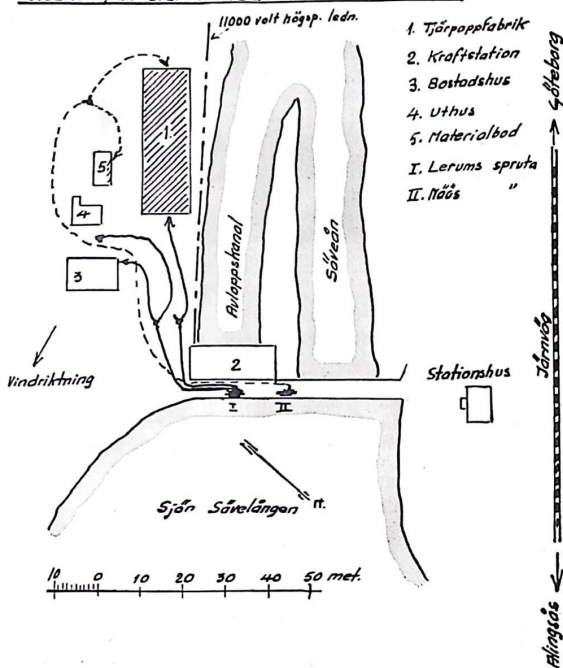 11000 volt högsp. ledn.
1. Tjärpappfabrik
2. Kraftstation
3. Bostadshus
4. Uthus
5. Materialbod
I. Lerums spruta
II. Nääs "
Göteborg
1.
5
4
3
Avloppskanal
Säveån
Järnväg
Vindriktning
2
Stationshus
I II
Sjön Sävelången
N.
10 0 10 20 30 40 50 met.
Alingsås